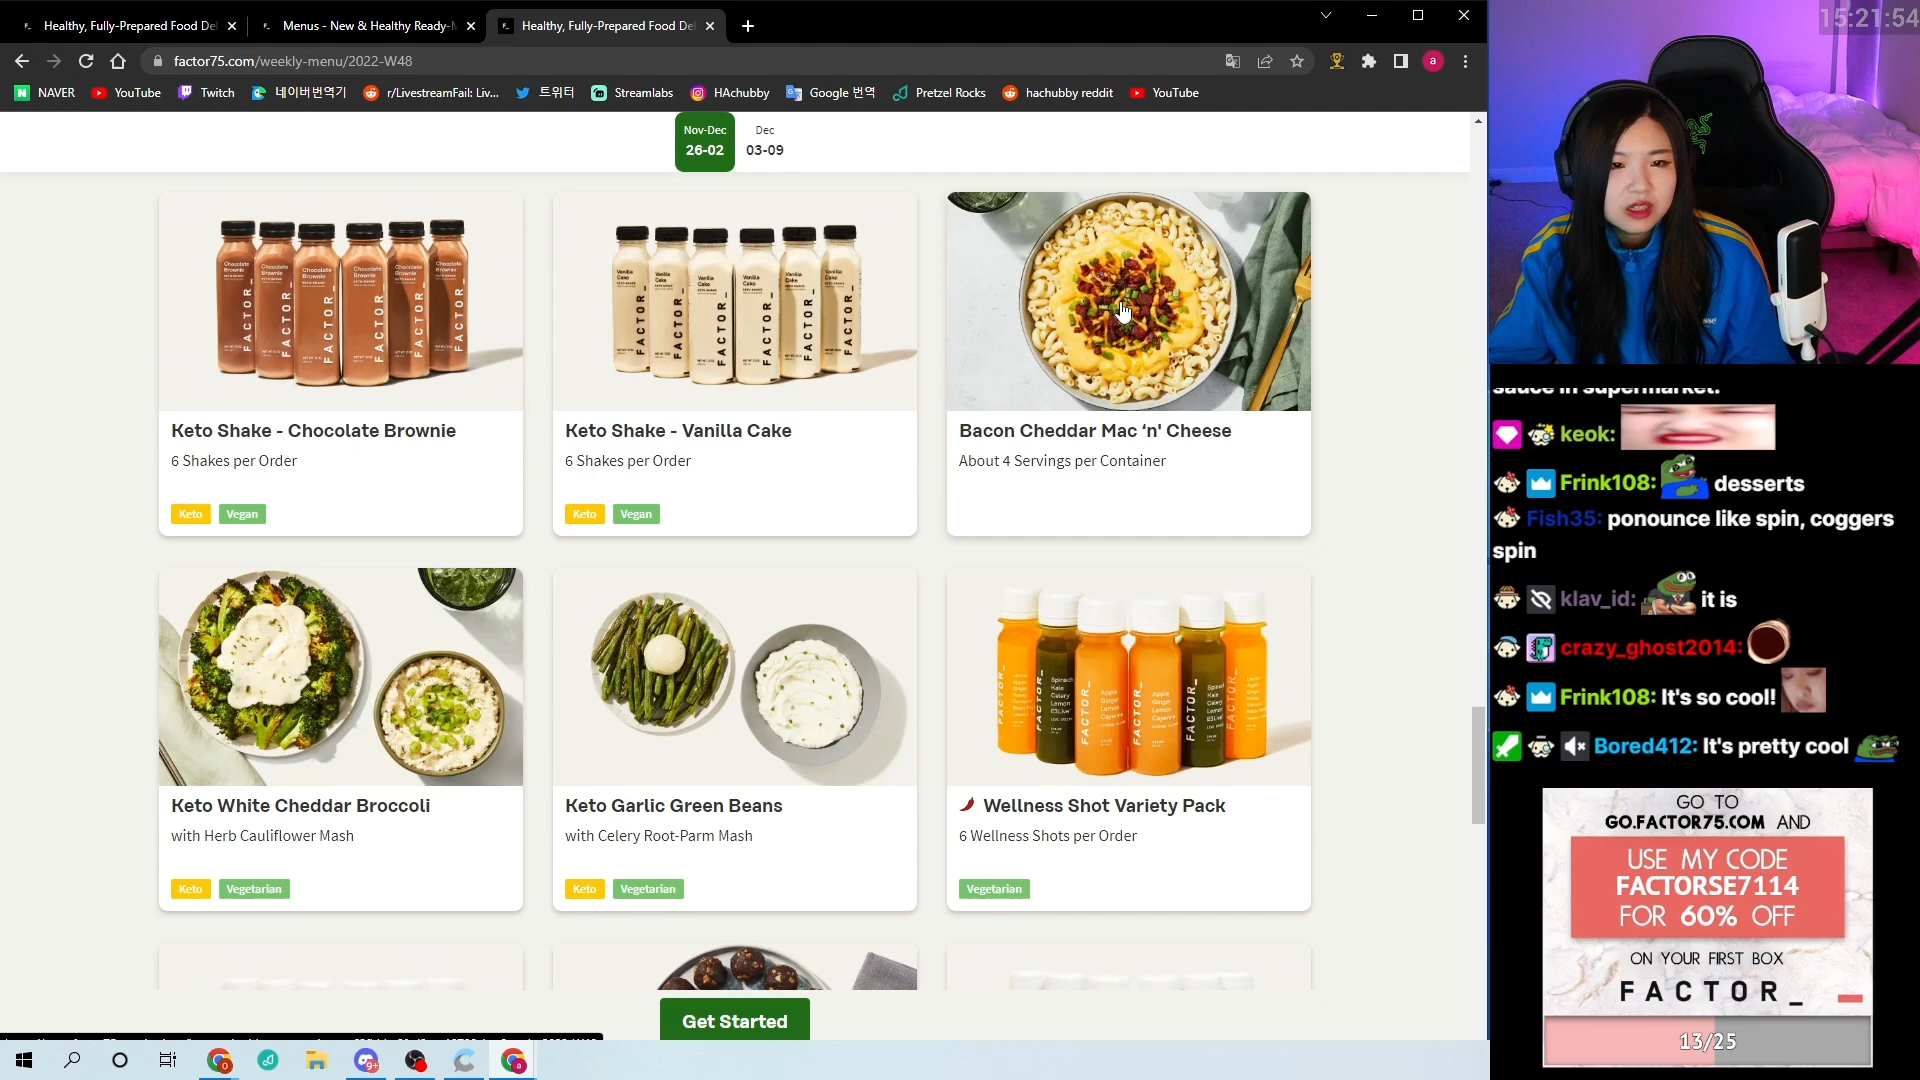 Healthy, Fully-Prepared Food Del
Menus - New & Healthy Ready-M
Healthy, Fully-Prepared Food Del
factor75.com/weekly-menu/2022-W48
NAVER
YouTube
Twitch
네이버번역기
r/LivestreamFail: Liv...
트위터
Streamlabs
HAchubby
Google 번역
Pretzel Rocks
hachubby reddit
YouTube
15:21:54
Nov-Dec
26-02
Dec
03-09
Keto Shake - Chocolate Brownie
6 Shakes per Order
Keto
Vegan
Keto Shake - Vanilla Cake
6 Shakes per Order
Keto
Vegan
Bacon Cheddar Mac ‘n' Cheese
About 4 Servings per Container
Keto White Cheddar Broccoli
with Herb Cauliflower Mash
Keto
Vegetarian
Keto Garlic Green Beans
with Celery Root-Parm Mash
Keto
Vegetarian
Wellness Shot Variety Pack
6 Wellness Shots per Order
Vegetarian
Get Started
sauce in supermarket.
keok:
Frink108: desserts
Fish35: ponounce like spin, coggers
spin
klav_id: it is
crazy_ghost2014:
Frink108: It's so cool!
Bored412: It's pretty cool
GO TO
GO.FACTOR75.COM AND
USE MY CODE
FACTORSE7114
FOR 60% OFF
ON YOUR FIRST BOX
FACTOR_
13/25